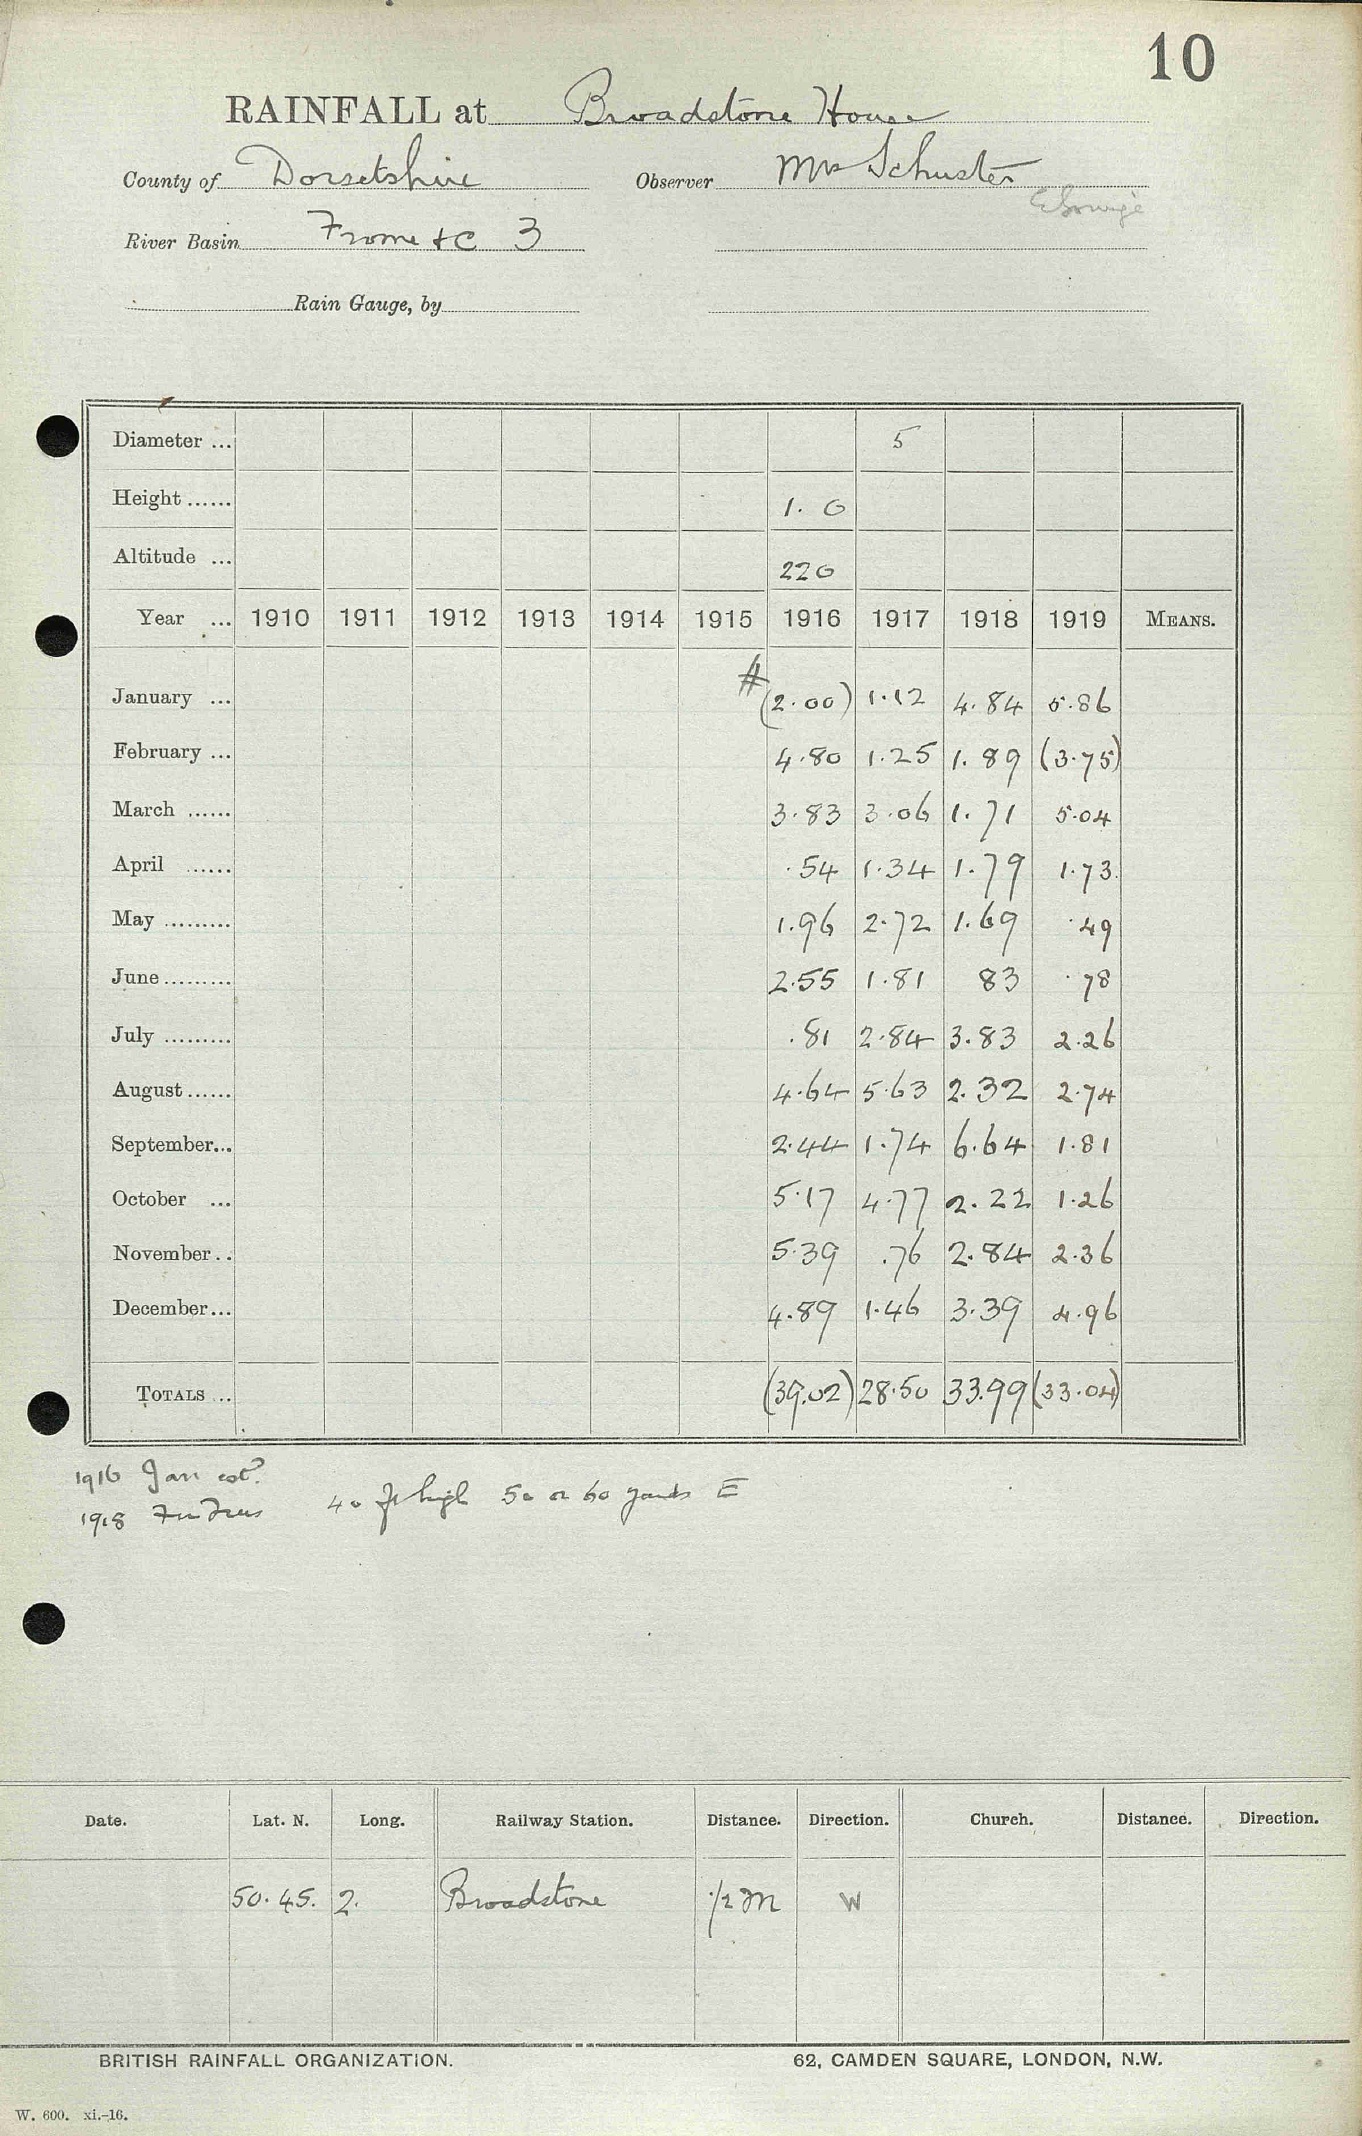 10
RAINFALL at Broadstone House
County of Dorsetshire Observer Mrs Schuster
River Basin Frome &c 3
Rain Gauge, by
Diameter ... 5
Height ...... 1. 0
Altitude ... 220
Year ... 1910 1911 1912 1913 1914 1915 1916 1917 1918 1919 MEANS.
January ... # (2.00) 1.12 4.84 5.86
February ... 4.80 1.25 1.89 (3.75)
March ...... 3.83 3.06 1.71 5.04
April ...... .54 1.34 1.79 1.73
May ......... 1.96 2.72 1.69 .49
June ......... 2.55 1.81 83 .78
July ......... .81 2.84 3.83 2.26
August ...... 4.64 5.63 2.32 2.74
September... 2.44 1.74 6.64 1.81
October ... 5.17 4.77 2.22 1.26
November .. 5.39 .76 2.84 2.36
December... 4.89 1.46 3.39 4.96
TOTALS ... (39.02) 28.50 33.99 (33.04)
1916 Jan est.
1918 Fir Trees 40 ft high 50 or 60 yards E
Date. Lat. N. Long. Railway Station. Distance. Direction. Church. Distance. Direction.
50.45. 2. Broadstone 1/2 M W
BRITISH RAINFALL ORGANIZATION. 62, CAMDEN SQUARE, LONDON, N.W.
W. 600. xi.-16.